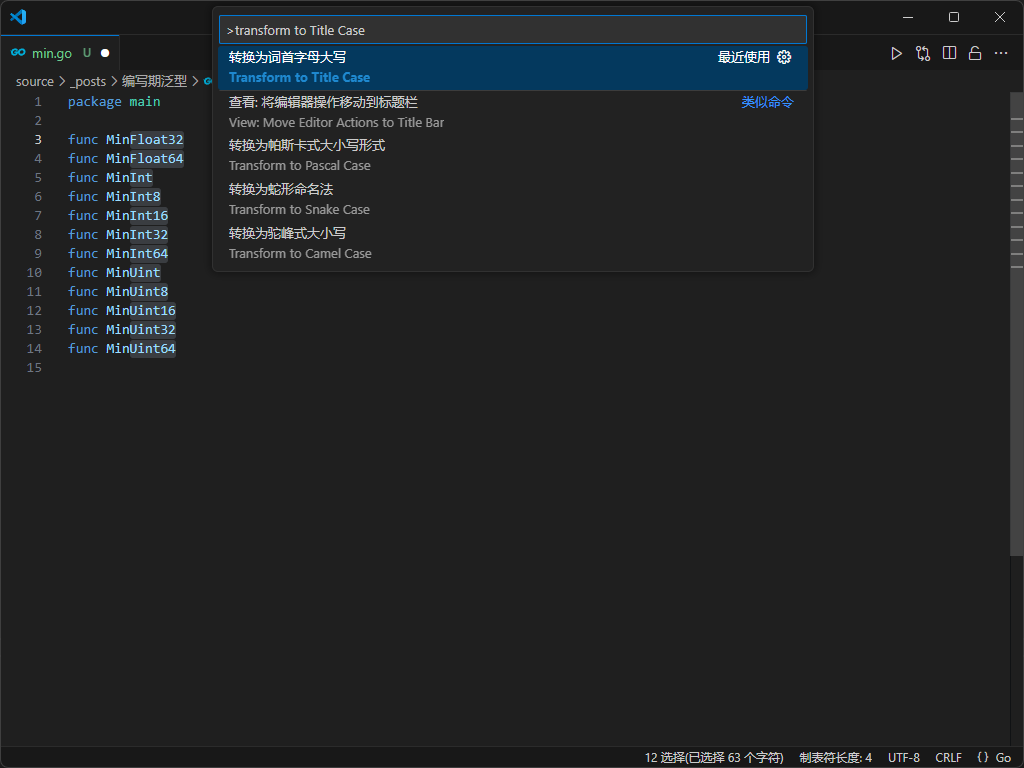 >transform to Title Case
min.go U
转换为词首字母大写 最近使用
Transform to Title Case
查看: 将编辑器操作移动到标题栏 类似命令
View: Move Editor Actions to Title Bar
转换为帕斯卡式大小写形式
Transform to Pascal Case
转换为蛇形命名法
Transform to Snake Case
转换为驼峰式大小写
Transform to Camel Case
source > _posts > 编写期泛型 >
1 package main
2
3 func MinFloat32
4 func MinFloat64
5 func MinInt
6 func MinInt8
7 func MinInt16
8 func MinInt32
9 func MinInt64
10 func MinUint
11 func MinUint8
12 func MinUint16
13 func MinUint32
14 func MinUint64
15
12 选择(已选择 63 个字符) 制表符长度: 4 UTF-8 CRLF {} Go